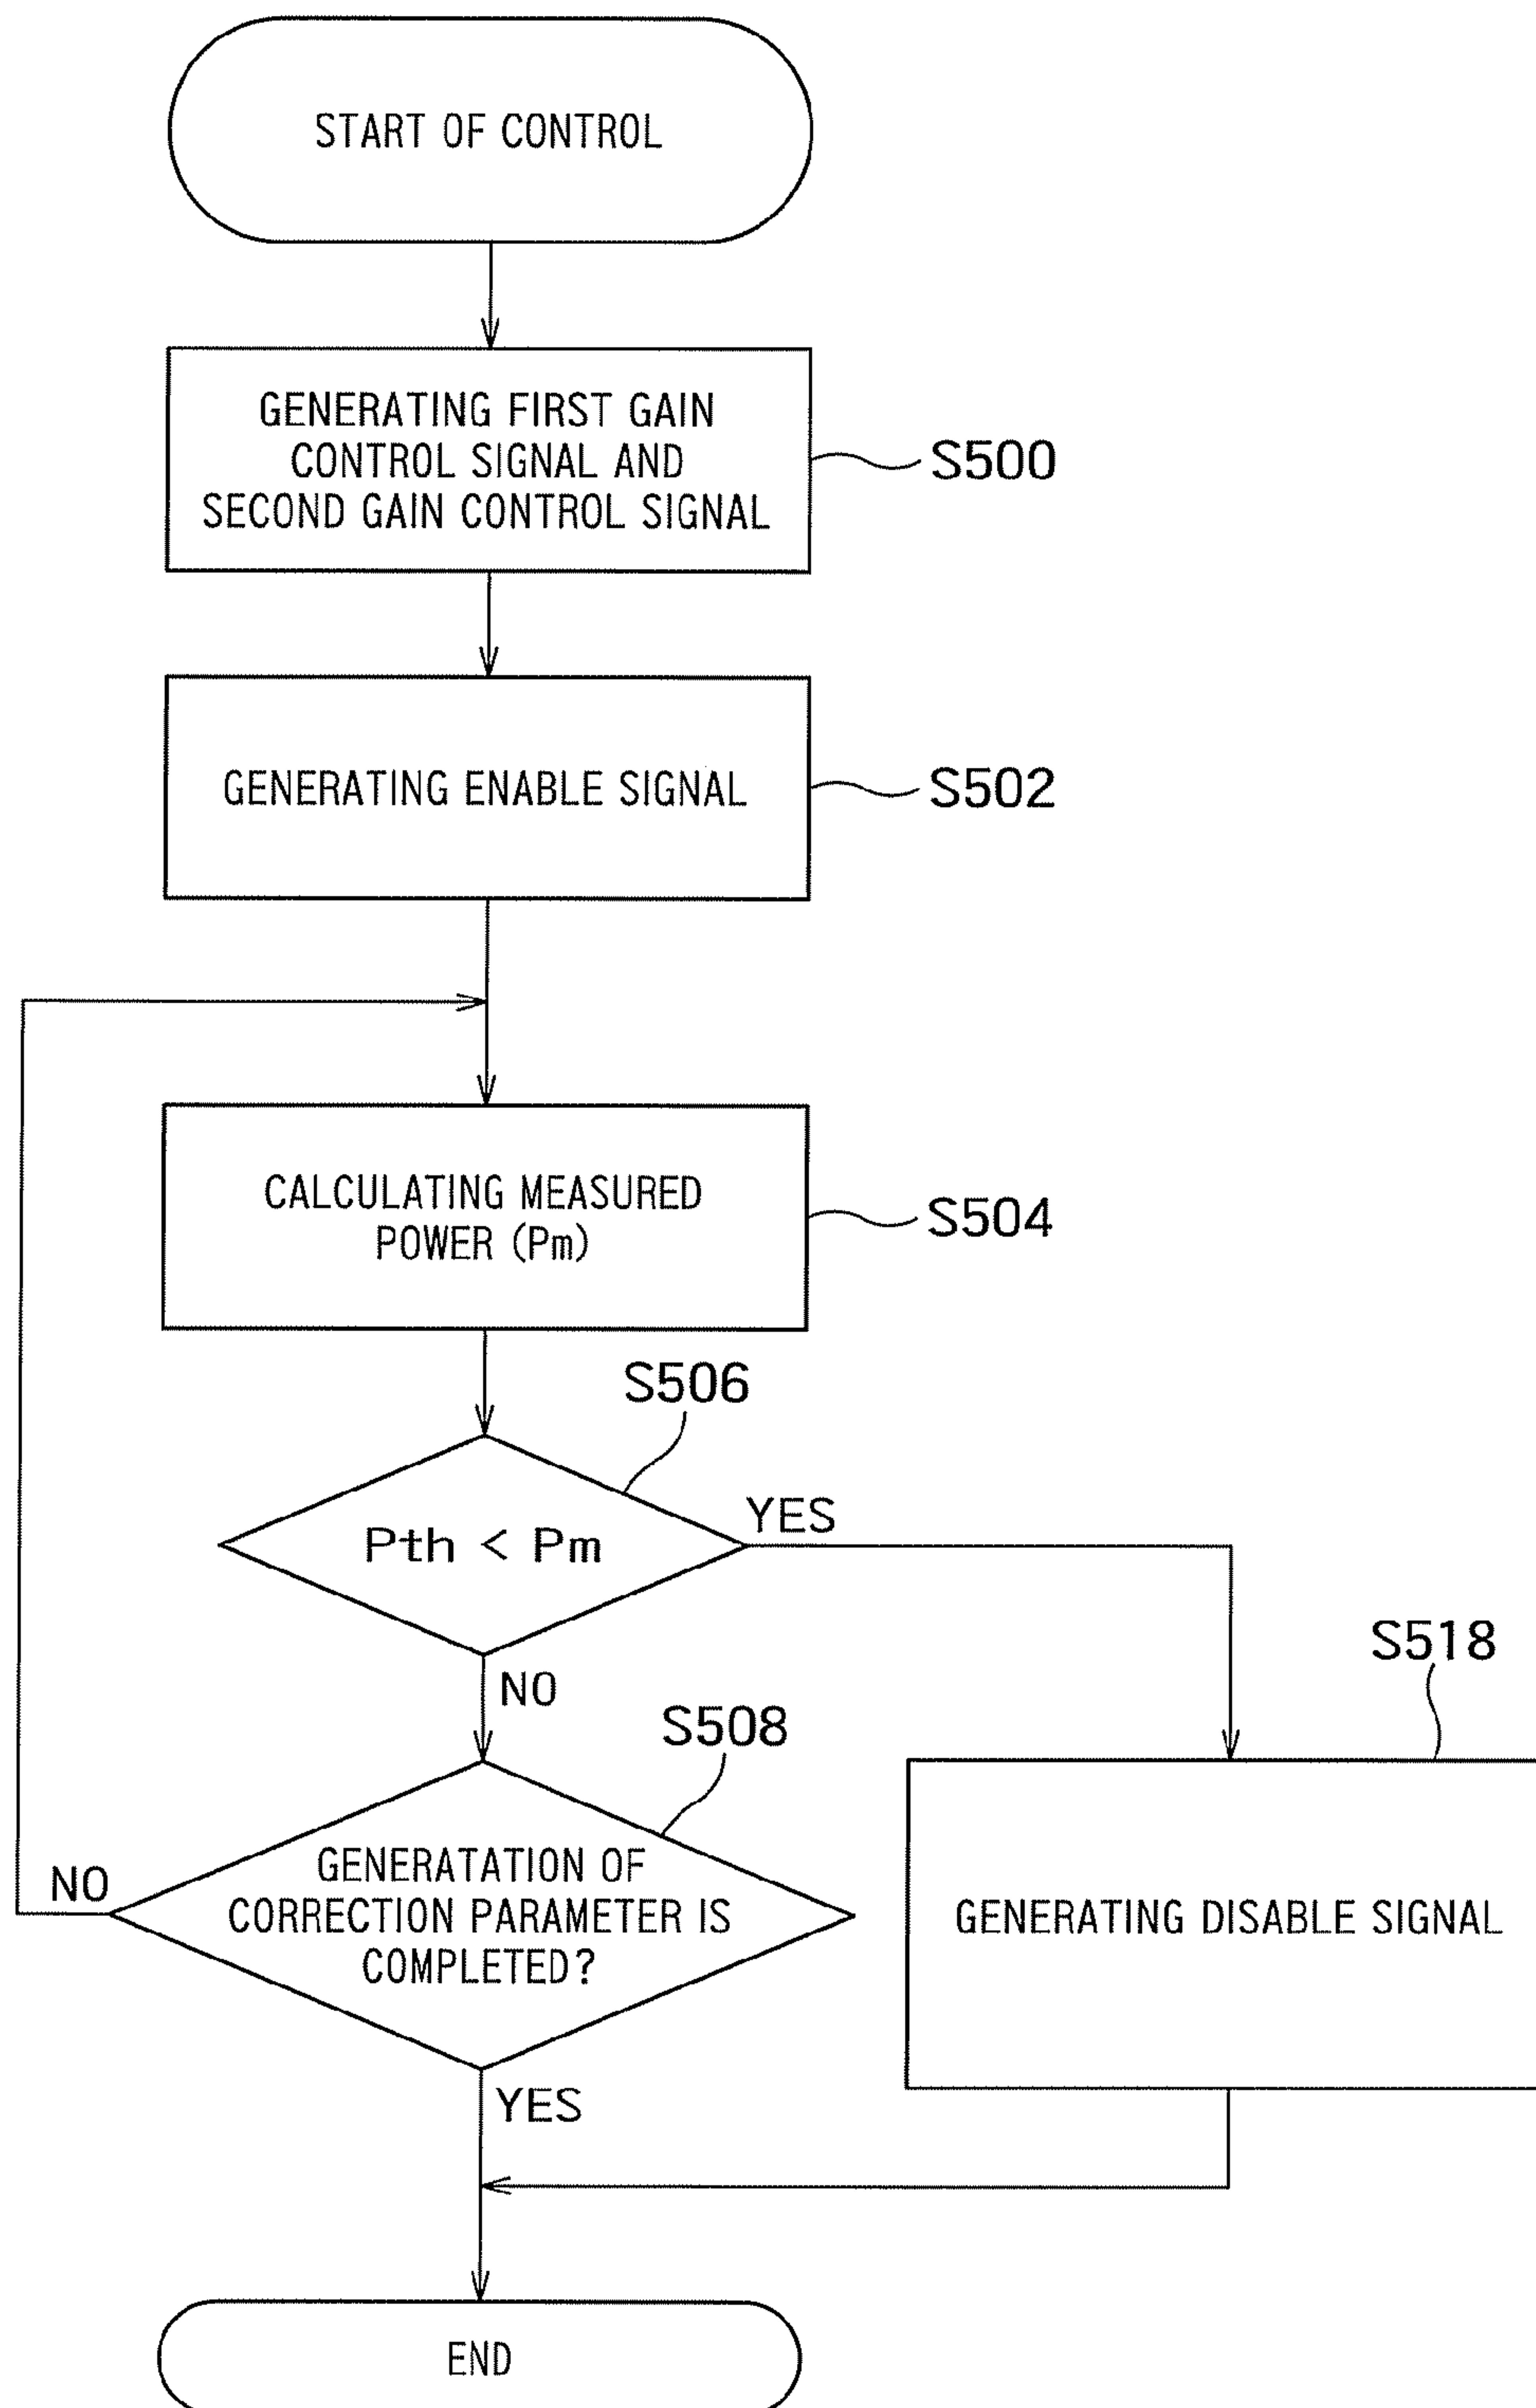 START OF CONTROL
GENERATING FIRST GAIN
CONTROL SIGNAL AND
SECOND GAIN CONTROL SIGNAL
S500
GENERATING ENABLE SIGNAL
S502
CALCULATING MEASURED
POWER (Pm)
S504
S506
Pth < Pm
YES
NO
S518
S508
GENERATATION OF
CORRECTION PARAMETER IS
COMPLETED?
NO
GENERATING DISABLE SIGNAL
YES
END